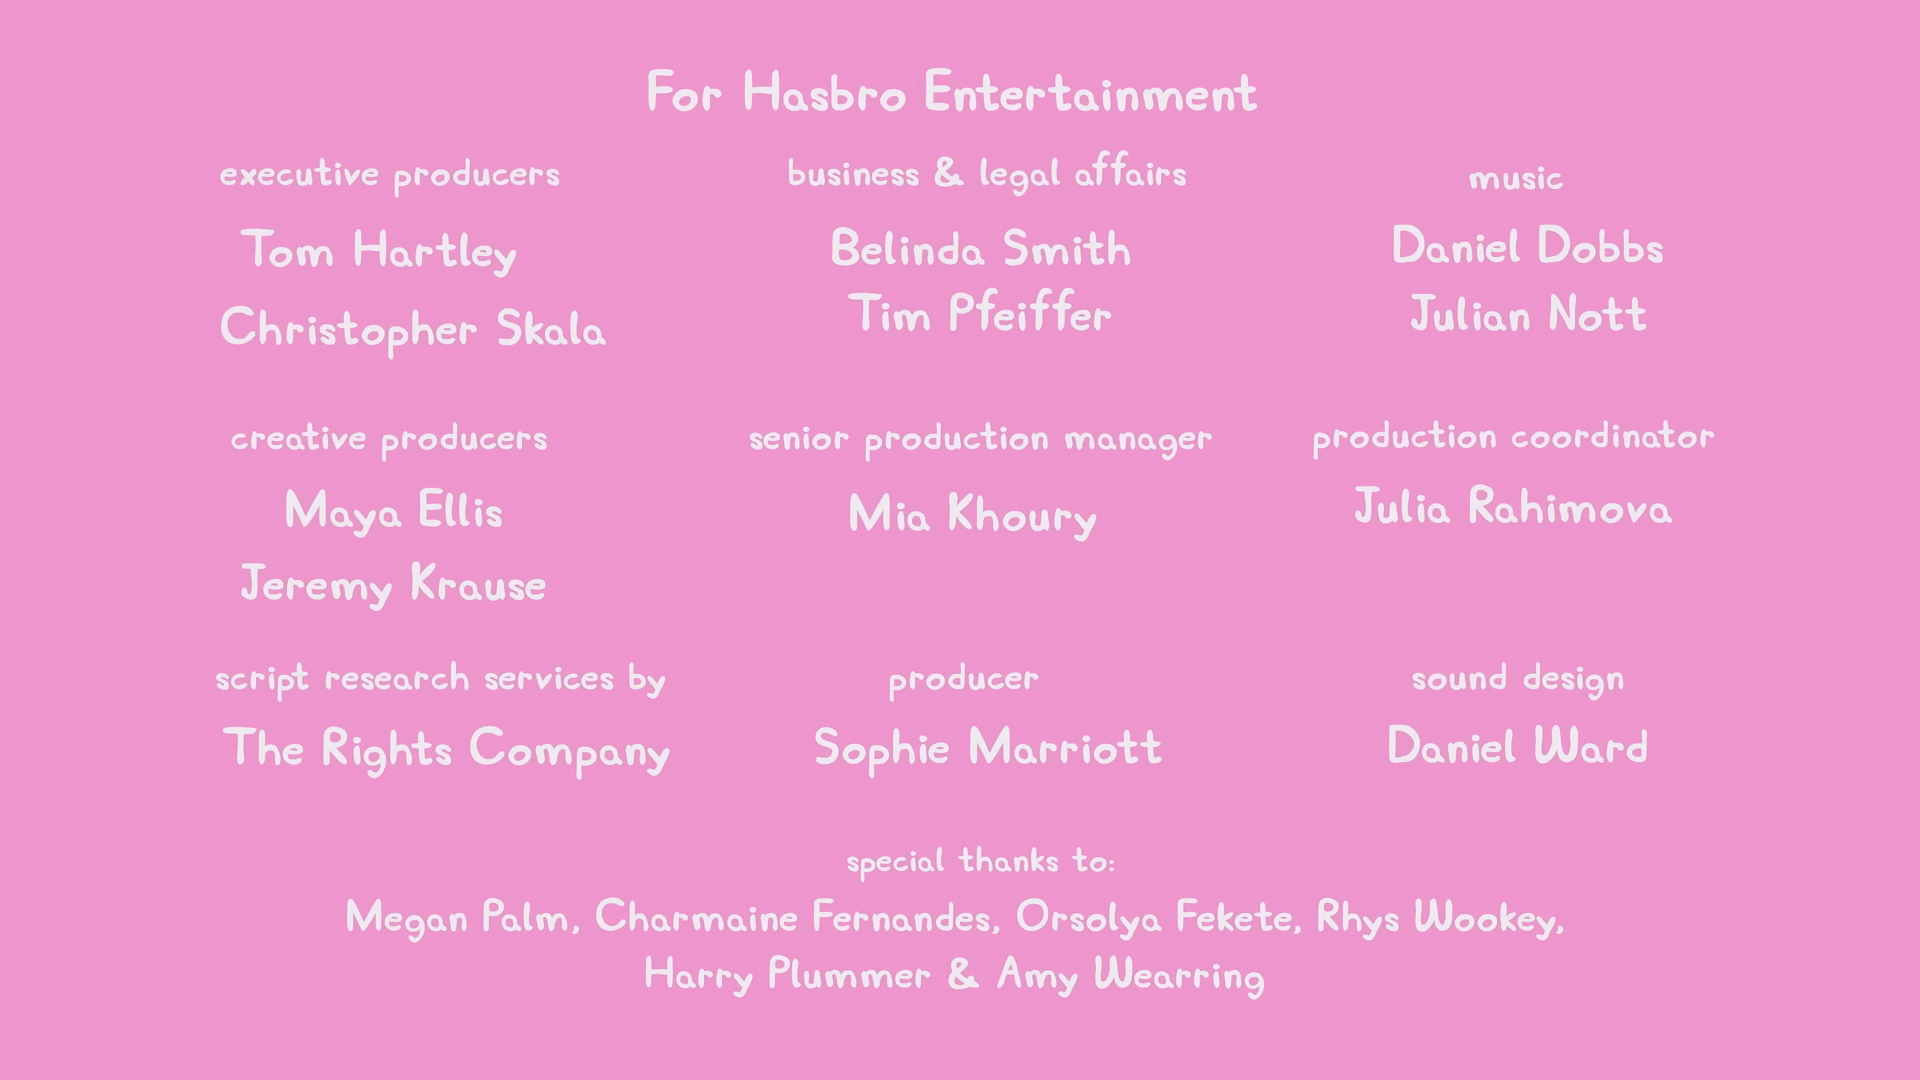 For Hasbro Entertainment
executive producers
Tom Hartley
Christopher Skala
business & legal affairs
Belinda Smith
Tim Pfeiffer
music
Daniel Dobbs
Julian Nott
creative producers
Maya Ellis
Jeremy Krause
senior production manager
Mia Khoury
production coordinator
Julia Rahimova
script research services by
The Rights Company
producer
Sophie Marriott
sound design
Daniel Ward
special thanks to:
Megan Palm, Charmaine Fernandes, Orsolya Fekete, Rhys Wookey,
Harry Plummer & Amy Wearring